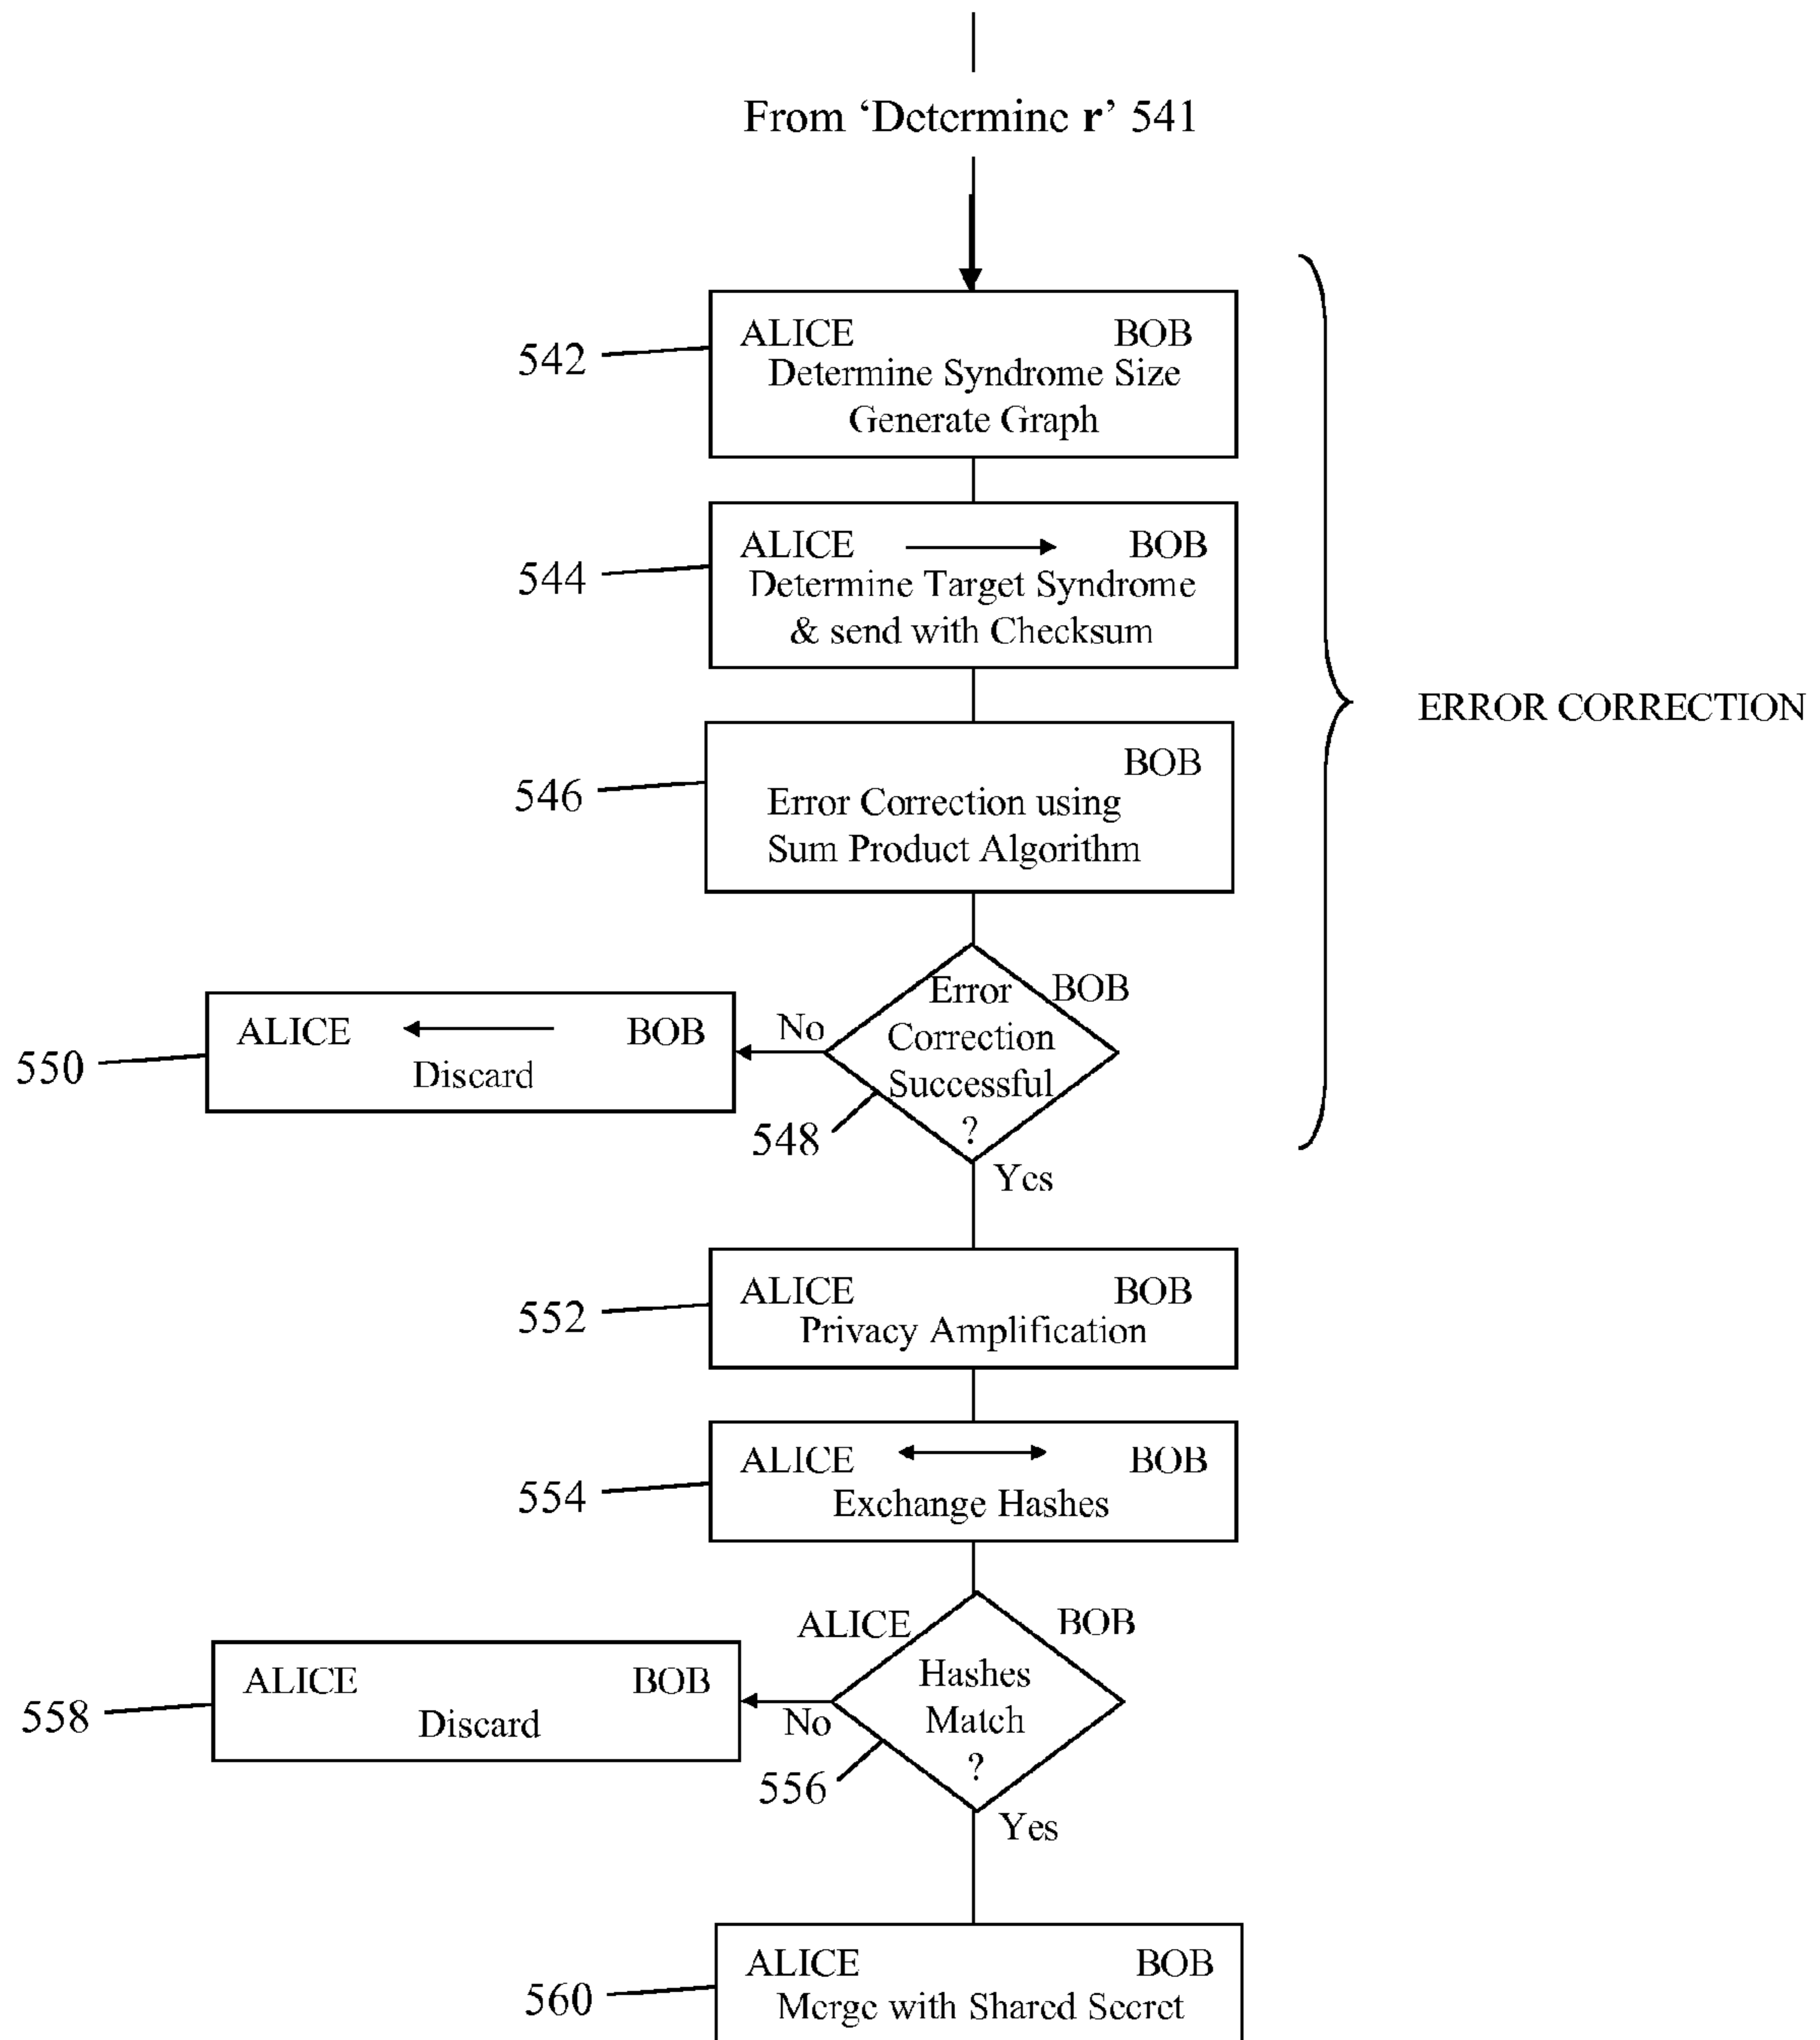 From ‘Determine r’ 541
542
ALICE BOB
Determine Syndrome Size
Generate Graph
544
ALICE BOB
Determine Target Syndrome
& send with Checksum
ERROR CORRECTION
546
BOB
Error Correction using
Sum Product Algorithm
550
ALICE BOB
Discard
No
Error
Correction
Successful
?
BOB
548
Yes
552
ALICE BOB
Privacy Amplification
554
ALICE BOB
Exchange Hashes
558
ALICE BOB
Discard
No
ALICE BOB
Hashes
Match
?
556
Yes
560
ALICE BOB
Merge with Shared Secret